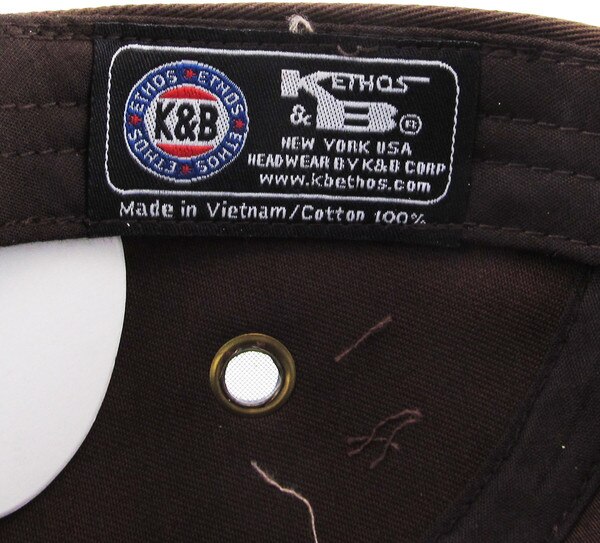 ETHOS ★ ETHOS ★ ETHOS ★ ETHOS
K&B
KETHOS
& B ®
NEW YORK USA
HEADWEAR BY K&B CORP
www.kbethos.com
Made in Vietnam/Cotton 100%